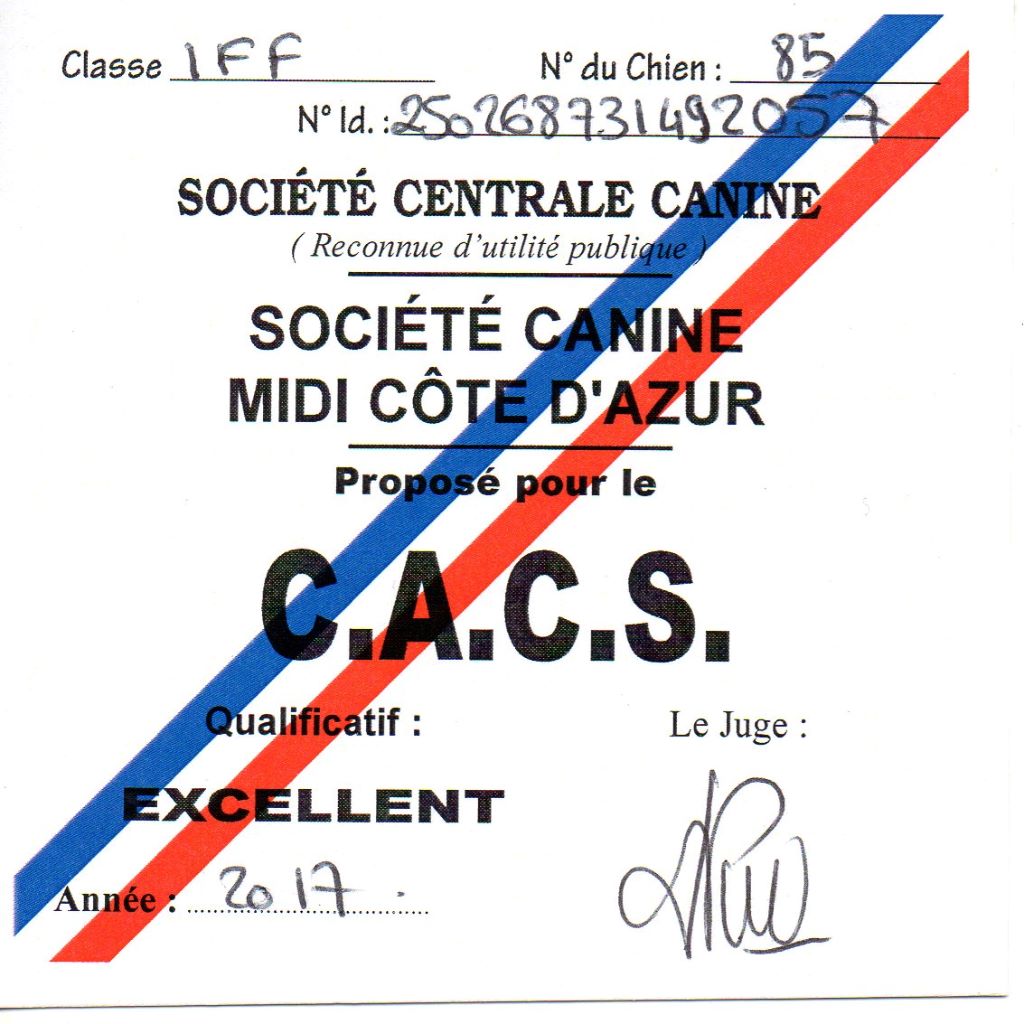 Classe IFF N° du Chien : 85
N° Id. : 250268731492057
SOCIÉTÉ CENTRALE CANINE
( Reconnue d'utilité publique )
SOCIÉTÉ CANINE
MIDI CÔTE D'AZUR
Proposé pour le
C.A.C.S.
Qualificatif : Le Juge :
EXCELLENT
Année : 2017